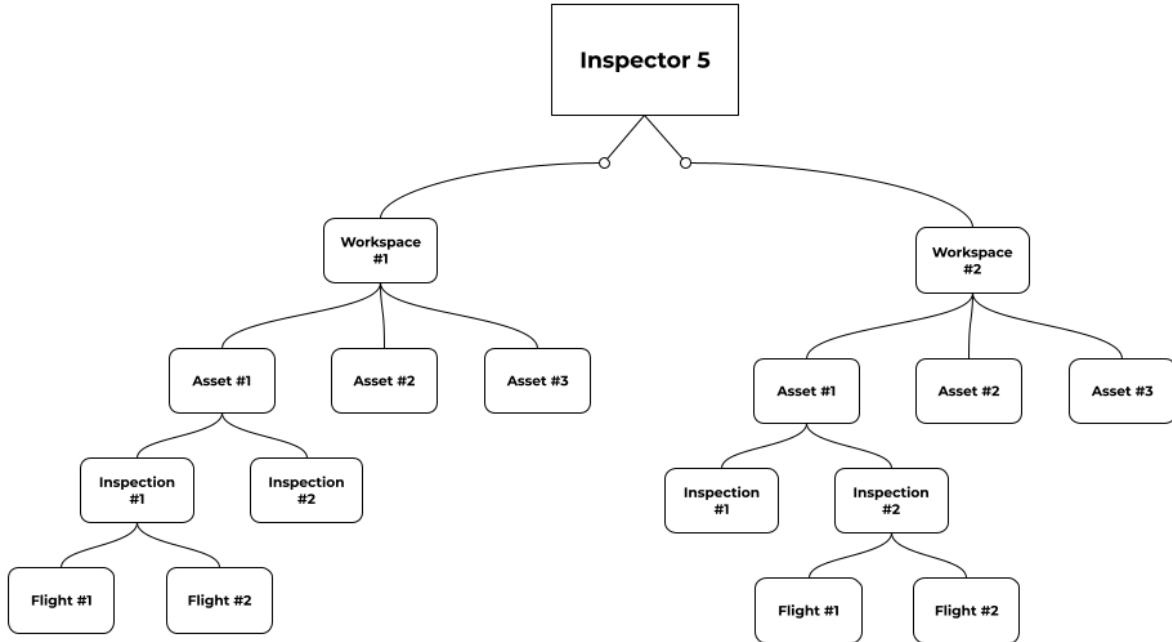 Inspector 5
Workspace
#1
Workspace
#2
Asset #1
Asset #2
Asset #3
Asset #1
Asset #2
Asset #3
Inspection
#1
Inspection
#2
Inspection
#1
Inspection
#2
Flight #1
Flight #2
Flight #1
Flight #2